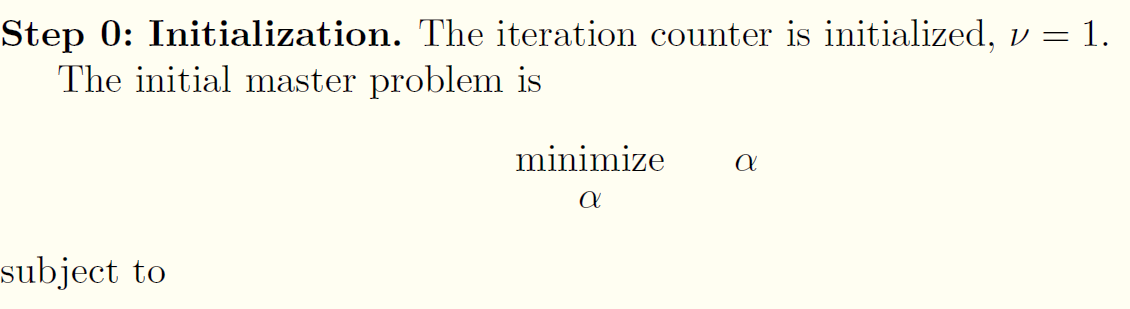 Step 0: Initialization. The iteration counter is initialized, ν = 1.
The initial master problem is
minimize α
α
subject to